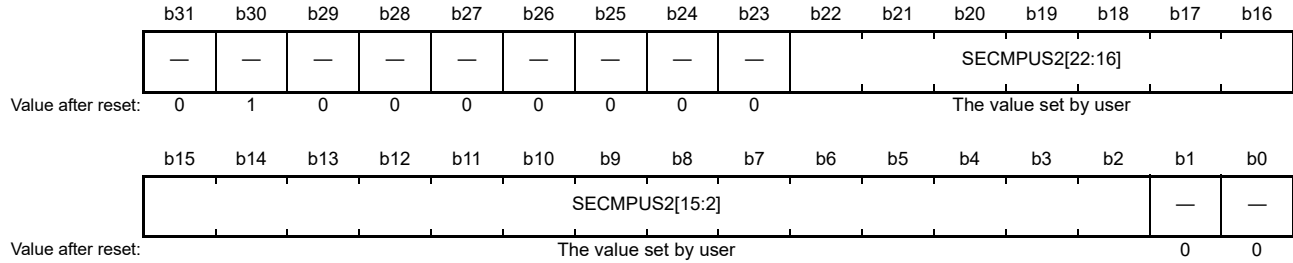 b31 b30 b29 b28 b27 b26 b25 b24 b23 b22 b21 b20 b19 b18 b17 b16
— — — — — — — — — SECMPUS2[22:16]
Value after reset: 0 1 0 0 0 0 0 0 0 The value set by user
b15 b14 b13 b12 b11 b10 b9 b8 b7 b6 b5 b4 b3 b2 b1 b0
SECMPUS2[15:2] — —
Value after reset: The value set by user 0 0